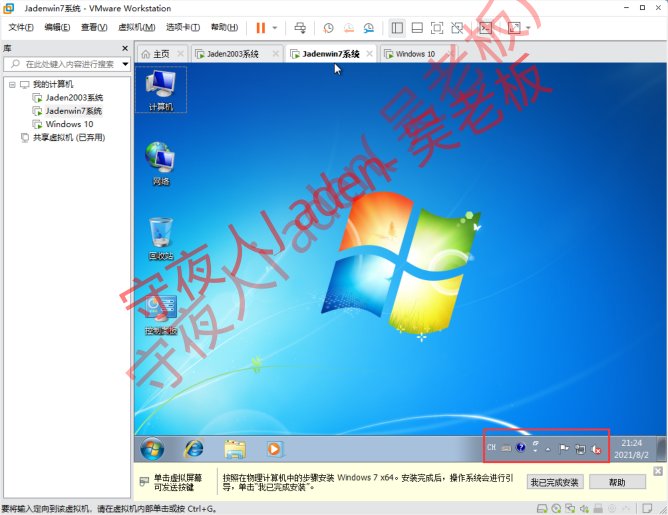 Jadenwin7系统 - VMware Workstation
文件(F) 编辑(E) 查看(V) 虚拟机(M) 选项卡(T) 帮助(H)
库
主页 Jaden2003系统 Jadenwin7系统 Windows 10
在此处键入内容进行搜索
我的计算机
Jaden2003系统
Jadenwin7系统
Windows 10
共享虚拟机 (已弃用)
计算机
网络
回收站
控制面板
守夜人Jaden- 吴老板
守夜人Jaden( 吴老板)
CH
21:24
2021/8/2
单击虚拟屏幕
可发送按键
按照在物理计算机中的步骤安装 Windows 7 x64。安装完成后，操作系统会进行引
导，单击“我已完成安装”。
我已完成安装 帮助
要将输入定向到该虚拟机，请在虚拟机内部单击或按 Ctrl+G。